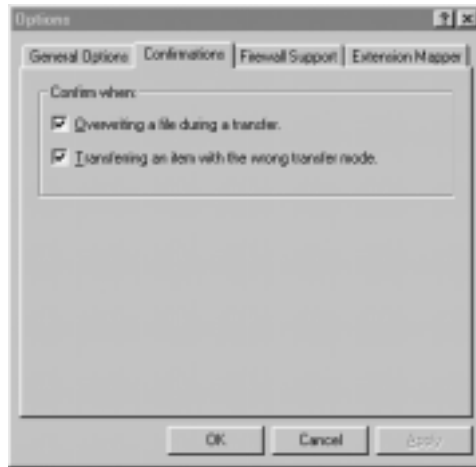 Options
General Options Confirmations Firewall Support Extension Mapper
Confirm when:
Overwriting a file during a transfer.
Transferring an item with the wrong transfer mode.
OK Cancel Apply